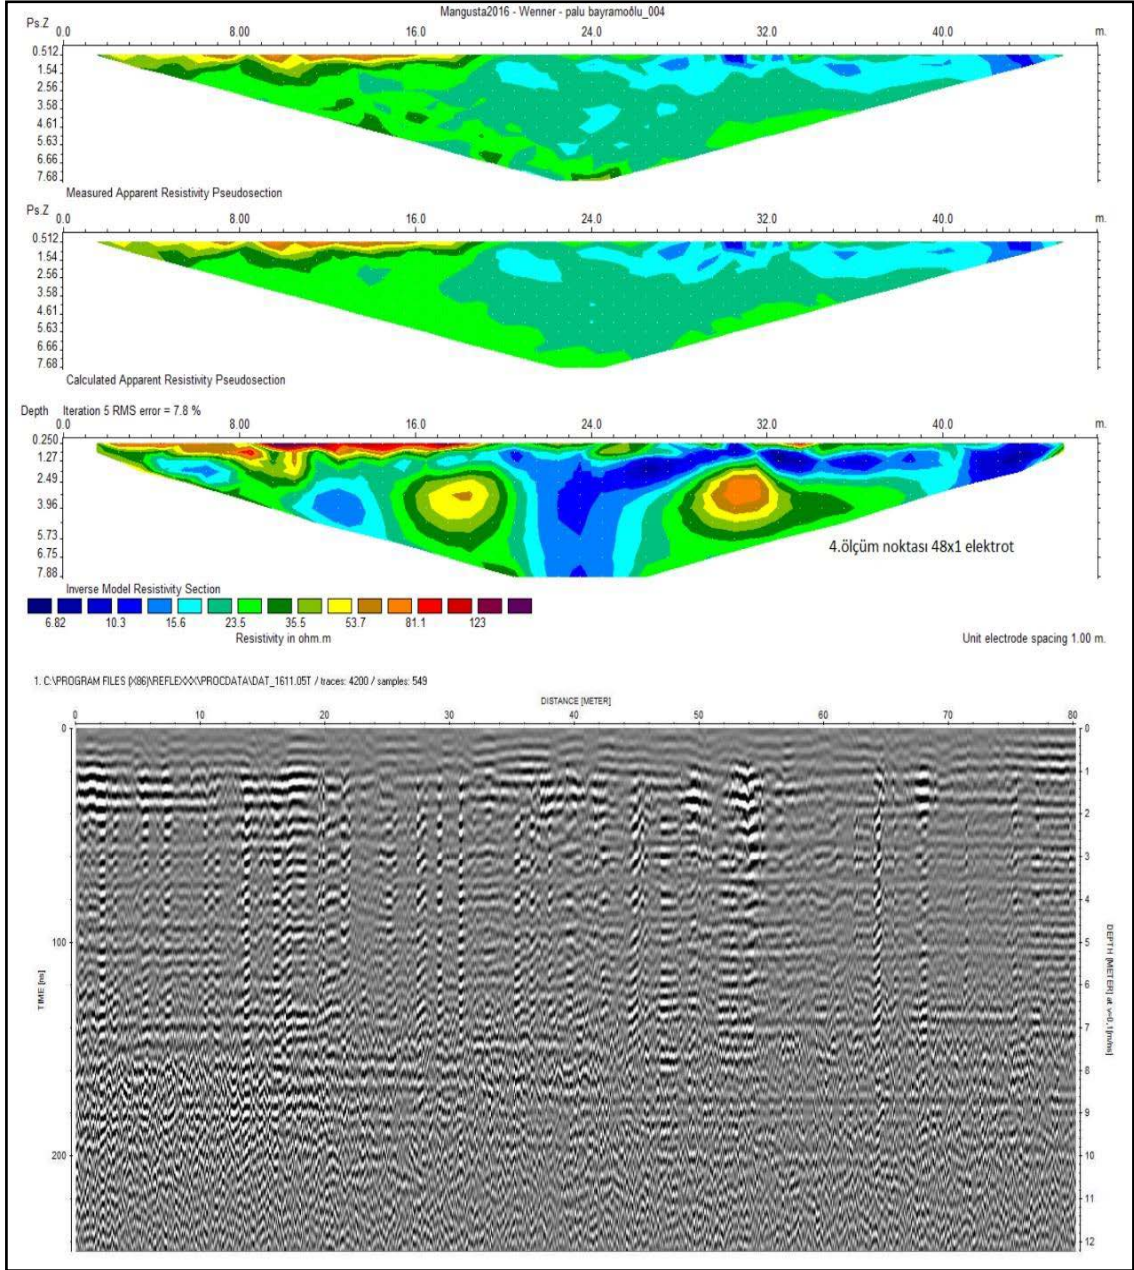 Mangusta2016 - Wenner - palu bayramoõlu_004
Ps.Z
0.0 8.00 16.0 24.0 32.0 40.0 m.
0.512
1.54
2.56
3.58
4.61
5.63
6.66
7.68
Measured Apparent Resistivity Pseudosection
Ps.Z
0.0 8.00 16.0 24.0 32.0 40.0 m.
0.512
1.54
2.56
3.58
4.61
5.63
6.66
7.68
Calculated Apparent Resistivity Pseudosection
Depth Iteration 5 RMS error = 7.8 %
0.0 8.00 16.0 24.0 32.0 40.0 m.
0.250
1.27
2.49
3.96
5.73
6.75
7.88
4.ölçüm noktası 48x1 elektrot
Inverse Model Resistivity Section
6.82 10.3 15.6 23.5 35.5 53.7 81.1 123
Resistivity in ohm.m
Unit electrode spacing 1.00 m.
1. C:\PROGRAM FILES (X86)\REFLEXXX\PROCDATA\DAT_1611.05T / traces: 4200 / samples: 549
DISTANCE [METER]
0 10 20 30 40 50 60 70 80
0
100
200
TIME [ns]
0
1
2
3
4
5
6
7
8
9
10
11
12
DEPTH [METER] at v=0.1[m/ns]